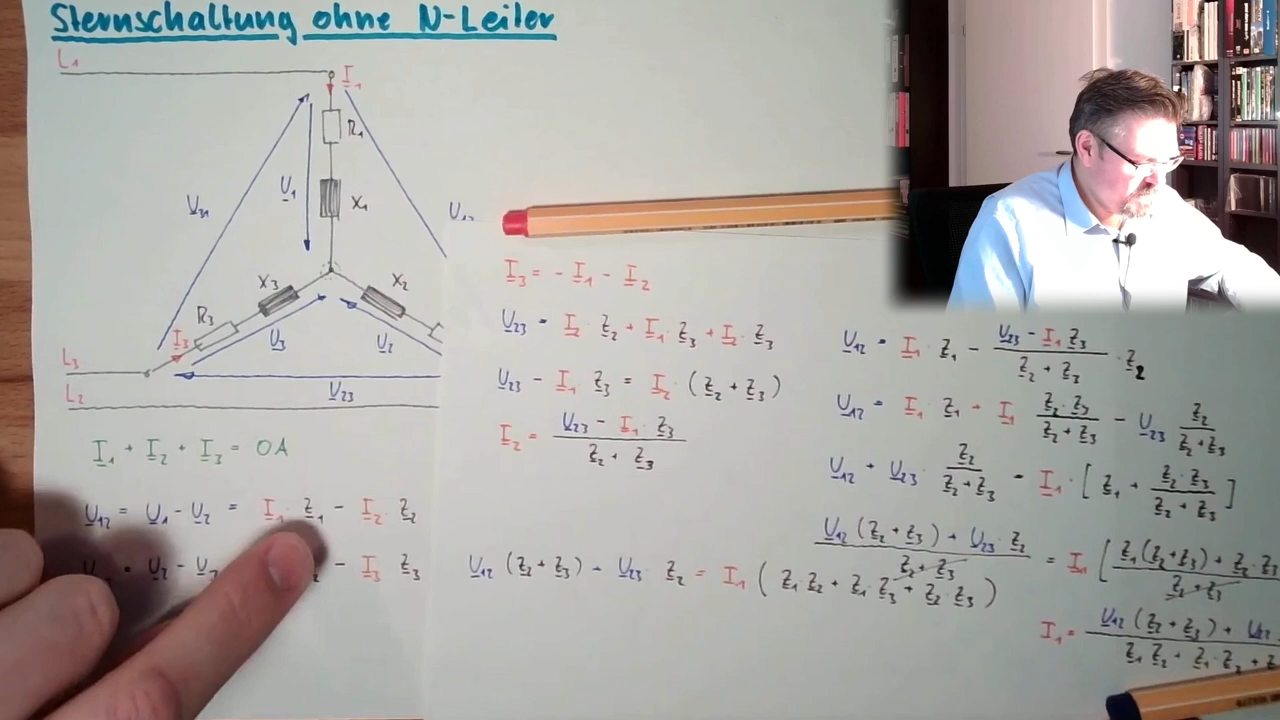 Sternschaltung ohne N-Leiter
L1
I1
R1
U31
U1
X1
U12
X3
X2
R3
I3
U3
U2
L3
U23
L2
I1 + I2 + I3 = 0A
U12 = U1 - U2 = I1 · Z1 - I2 · Z2
= U2 - U3
- I3 Z3
I3 = - I1 - I2
U23 = I2 · Z2 + I1 · Z3 + I2 · Z3
U23 - I1 Z3 = I2 · (Z2 + Z3)
I2 = (U23 - I1 · Z3) / (Z2 + Z3)
U12 = I1 · Z1 - (U23 - I1 Z3) / (Z2 + Z3) · Z2
U12 = I1 · Z1 + I1 (Z2 · Z3) / (Z2 + Z3) - U23 Z2 / (Z2 + Z3)
U12 + U23 · Z2 / (Z2 + Z3) = I1 · [Z1 + (Z2 · Z3) / (Z2 + Z3)]
(U12 (Z2 + Z3) + U23 · Z2) / (Z2 + Z3) = I1 [(Z1 (Z2 + Z3) + Z2 · Z3) / (Z2 + Z3)
U12 (Z2 + Z3) + U23 Z2 = I1 (Z1 Z2 + Z1 · Z3 + Z2 · Z3)
I1 = (U12 (Z2 + Z3) + U23) / (Z1 Z2 + Z1 · Z3 +